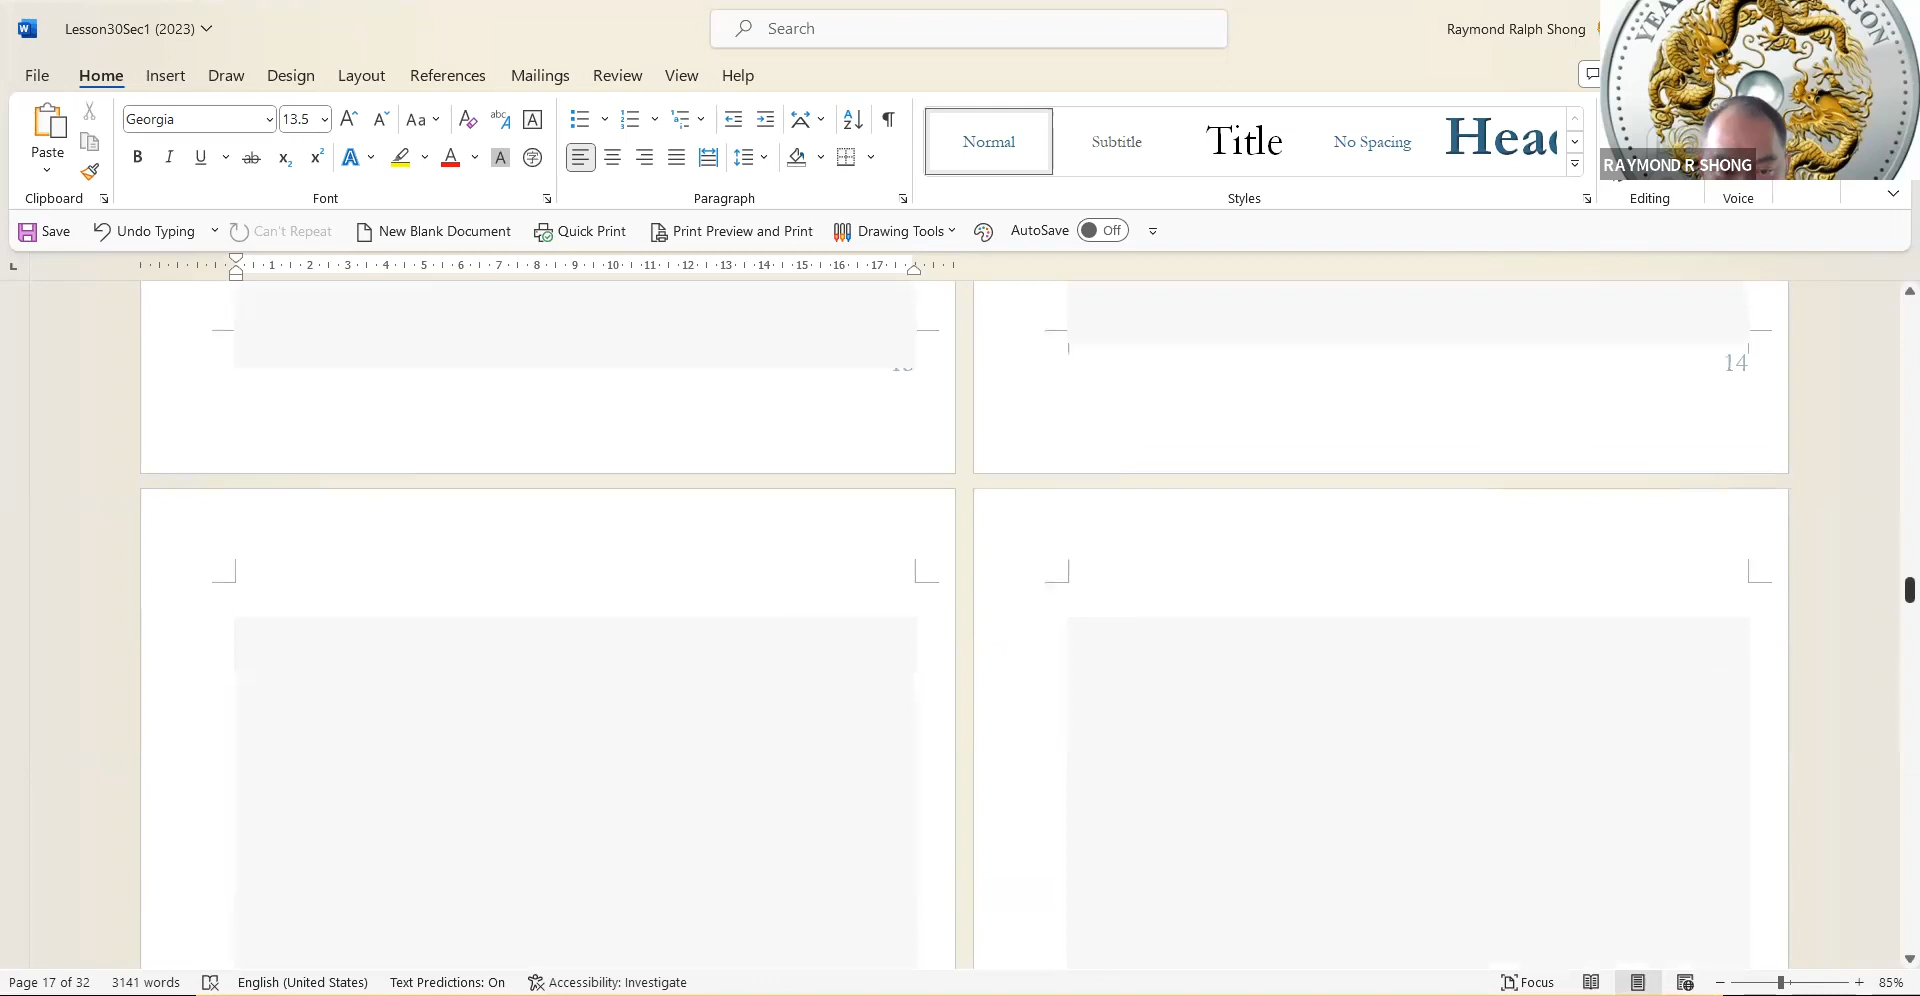 Lesson30Sec1 (2023)
Search
Raymond Ralph Shong
File Home Insert Draw Design Layout References Mailings Review View Help
YEAR
AGON
RAYMOND R SHONG
Paste
Georgia 13.5
Normal Subtitle Title No Spacing Head
Clipboard Font Paragraph Styles Editing Voice
Save Undo Typing Can't Repeat New Blank Document Quick Print Print Preview and Print Drawing Tools AutoSave Off
1 2 3 4 5 6 7 8 9 10 11 12 13 14 15 16 17
14
Page 17 of 32 3141 words English (United States) Text Predictions: On Accessibility: Investigate Focus 85%